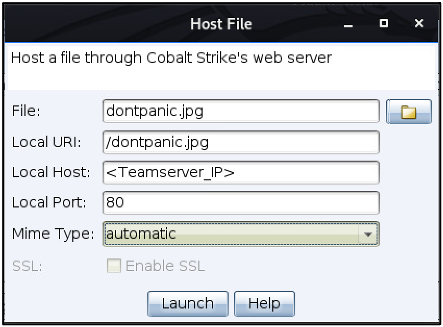 Host File
Host a file through Cobalt Strike's web server
File: dontpanic.jpg
Local URI: /dontpanic.jpg
Local Host: <Teamserver_IP>
Local Port: 80
Mime Type: automatic
SSL: Enable SSL
Launch Help